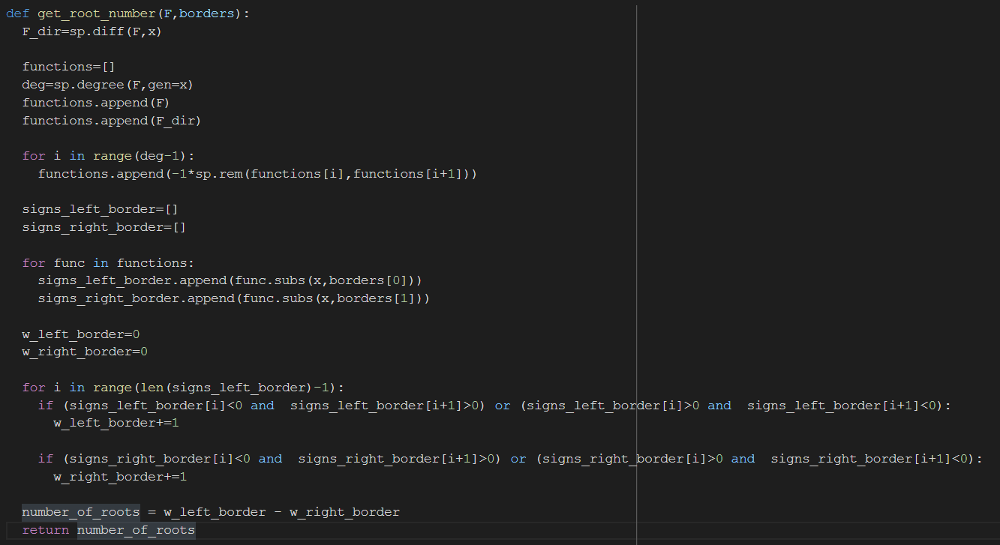 def get_root_number(F,borders):
  F_dir=sp.diff(F,x)

  functions=[]
  deg=sp.degree(F,gen=x)
  functions.append(F)
  functions.append(F_dir)

  for i in range(deg-1):
    functions.append(-1*sp.rem(functions[i],functions[i+1]))

  signs_left_border=[]
  signs_right_border=[]

  for func in functions:
    signs_left_border.append(func.subs(x,borders[0]))
    signs_right_border.append(func.subs(x,borders[1]))

  w_left_border=0
  w_right_border=0

  for i in range(len(signs_left_border)-1):
    if (signs_left_border[i]<0 and  signs_left_border[i+1]>0) or (signs_left_border[i]>0 and  signs_left_border[i+1]<0):
      w_left_border+=1

    if (signs_right_border[i]<0 and  signs_right_border[i+1]>0) or (signs_right_border[i]>0 and  signs_right_border[i+1]<0):
      w_right_border+=1

  number_of_roots = w_left_border - w_right_border
  return number_of_roots